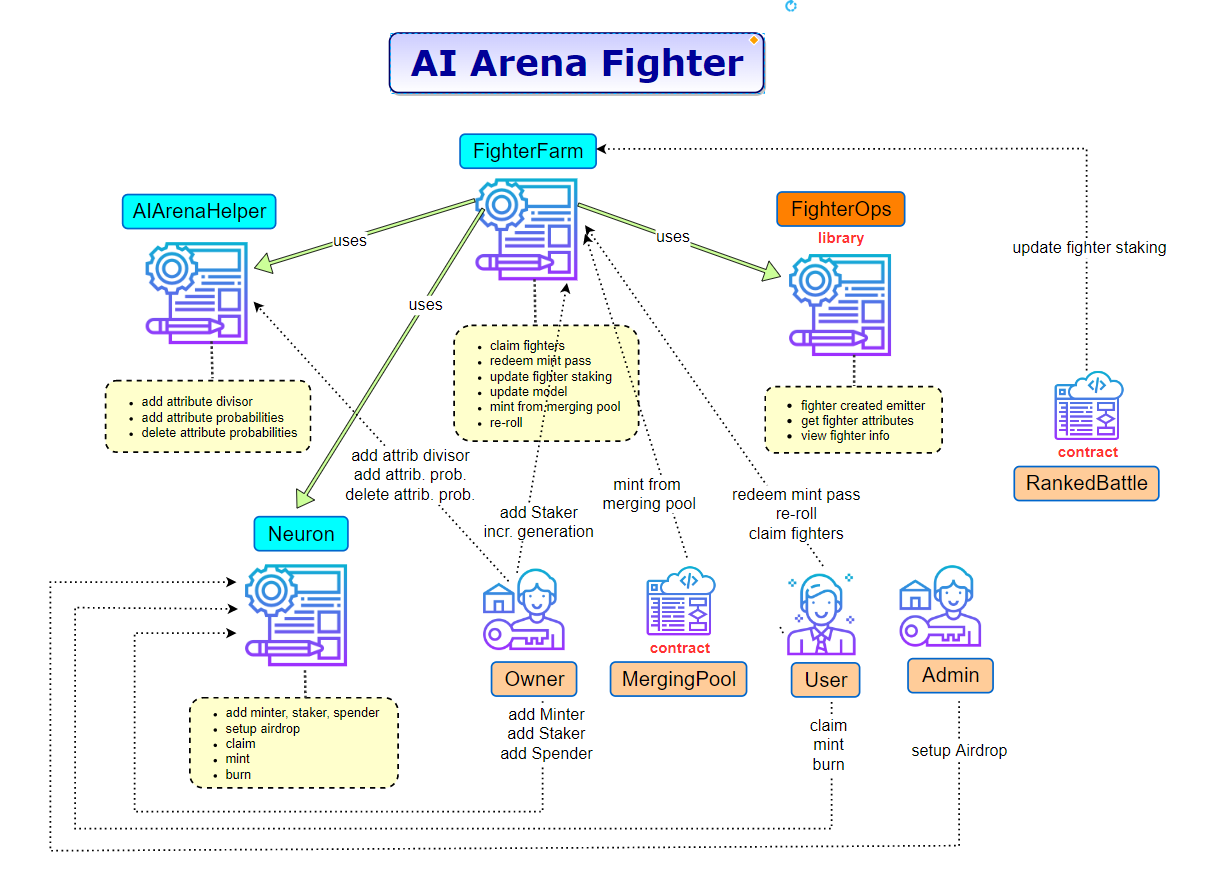 AI Arena Fighter
FighterFarm
AIArenaHelper
FighterOps
library
uses
uses
uses
update fighter staking
claim fighters
redeem mint pass
update fighter staking
update model
mint from merging pool
re-roll
add attribute divisor
add attribute probabilities
delete attribute probabilities
fighter created emitter
get fighter attributes
view fighter info
contract
RankedBattle
add attrib divisor
add attrib. prob.
delete attrib. prob.
add Staker
incr. generation
mint from
merging pool
redeem mint pass
re-roll
claim fighters
Neuron
contract
Owner
MergingPool
User
Admin
add minter, staker, spender
setup airdrop
claim
mint
burn
add Minter
add Staker
add Spender
claim
mint
burn
setup Airdrop